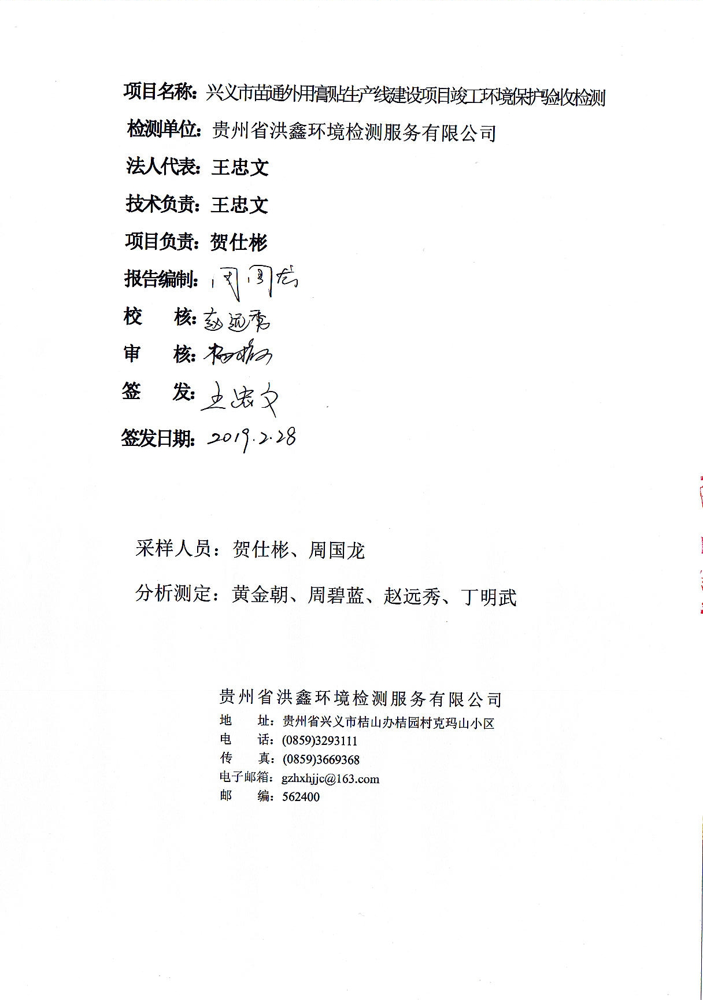 项目名称：兴义市苗通外用膏贴生产线建设项目竣工环境保护验收检测
检测单位：贵州省洪鑫环境检测服务有限公司
法人代表：王忠文
技术负责：王忠文
项目负责：贺仕彬
报告编制：周国龙
校 核：赵远秀
审 核：
签 发：王忠文
签发日期：2019.2.28
采样人员：贺仕彬、周国龙
分析测定：黄金朝、周碧蓝、赵远秀、丁明武
贵州省洪鑫环境检测服务有限公司
地 址：贵州省兴义市桔山办桔园村克玛山小区
电 话：(0859)3293111
传 真：(0859)3669368
电子邮箱：gzhxhjjc@163.com
邮 编：562400